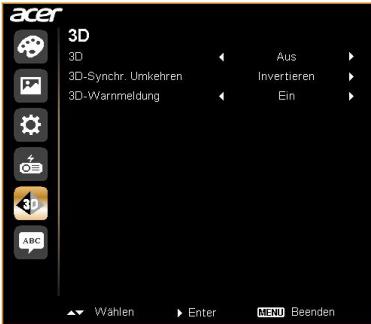 acer
3D
3D Aus
3D-Synchr. Umkehren Invertieren
3D-Warnmeldung Ein
3D
ABC
Wählen Enter MENU Beenden